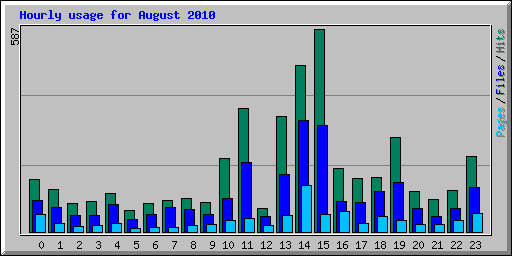 Hourly usage for August 2010
587
Pages/Files/Hits
0 1 2 3 4 5 6 7 8 9 10 11 12 13 14 15 16 17 18 19 20 21 22 23